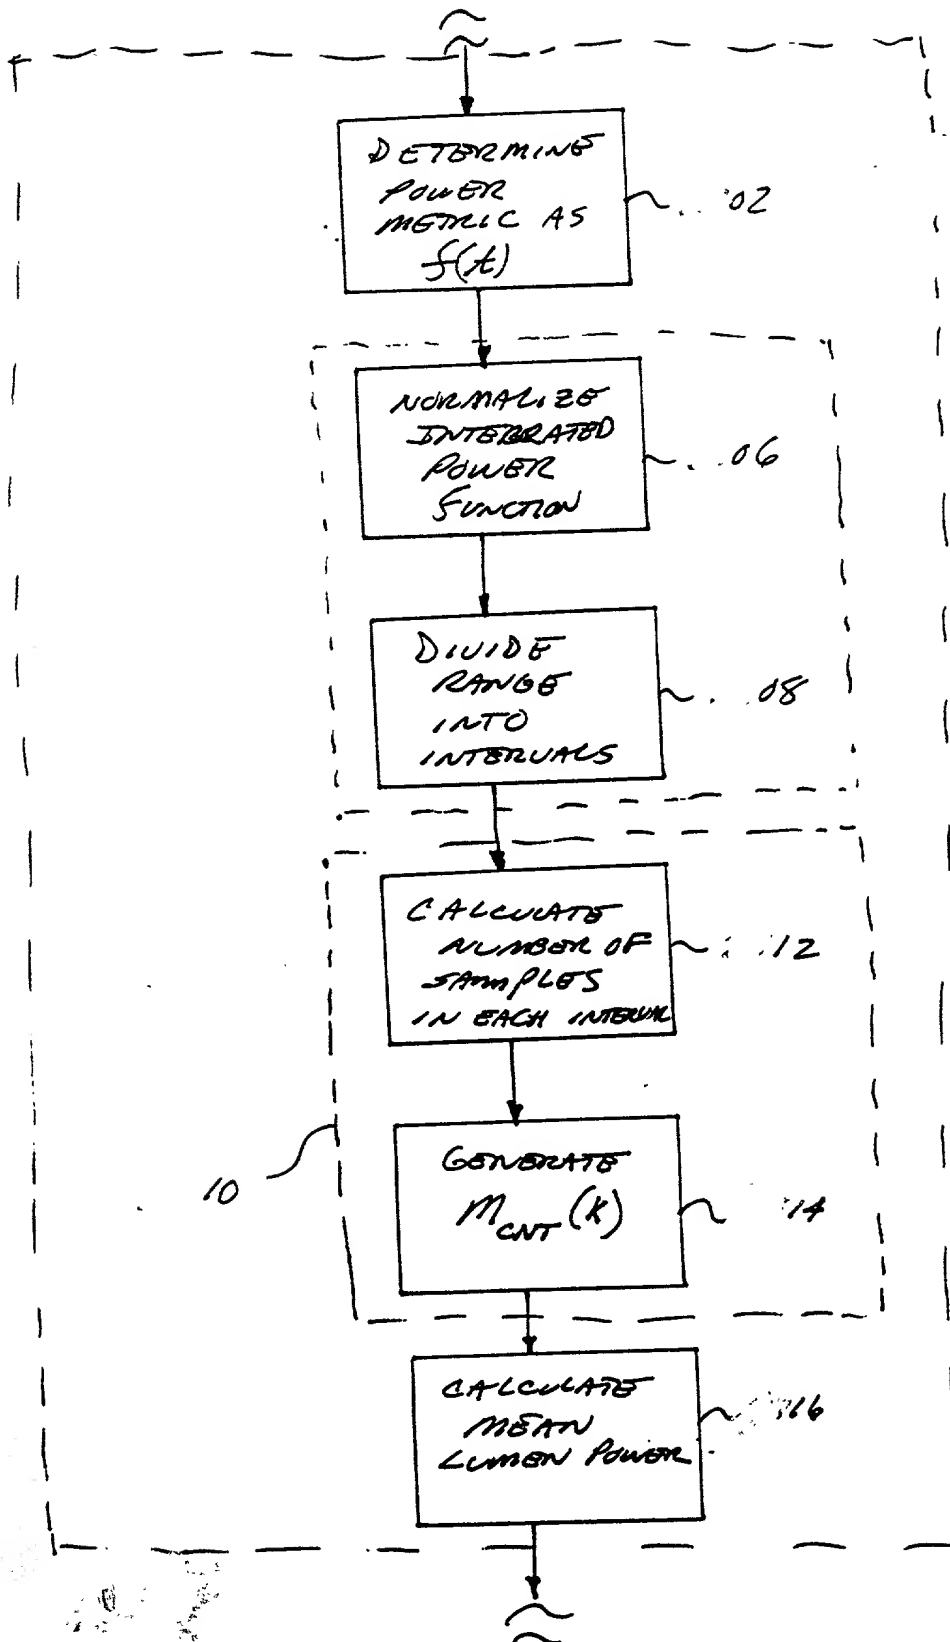 DETERMINE
POWER
METRIC AS
f(t)
02
NORMALIZE
INTEGRATED
POWER
FUNCTION
06
DIVIDE
RANGE
INTO
INTERVALS
08
CALCULATE
NUMBER OF
SAMPLES
IN EACH INTERVAL
12
GENERATE
M_CNT (K)
14
10
CALCULATE
MEAN
LUMEN POWER
16